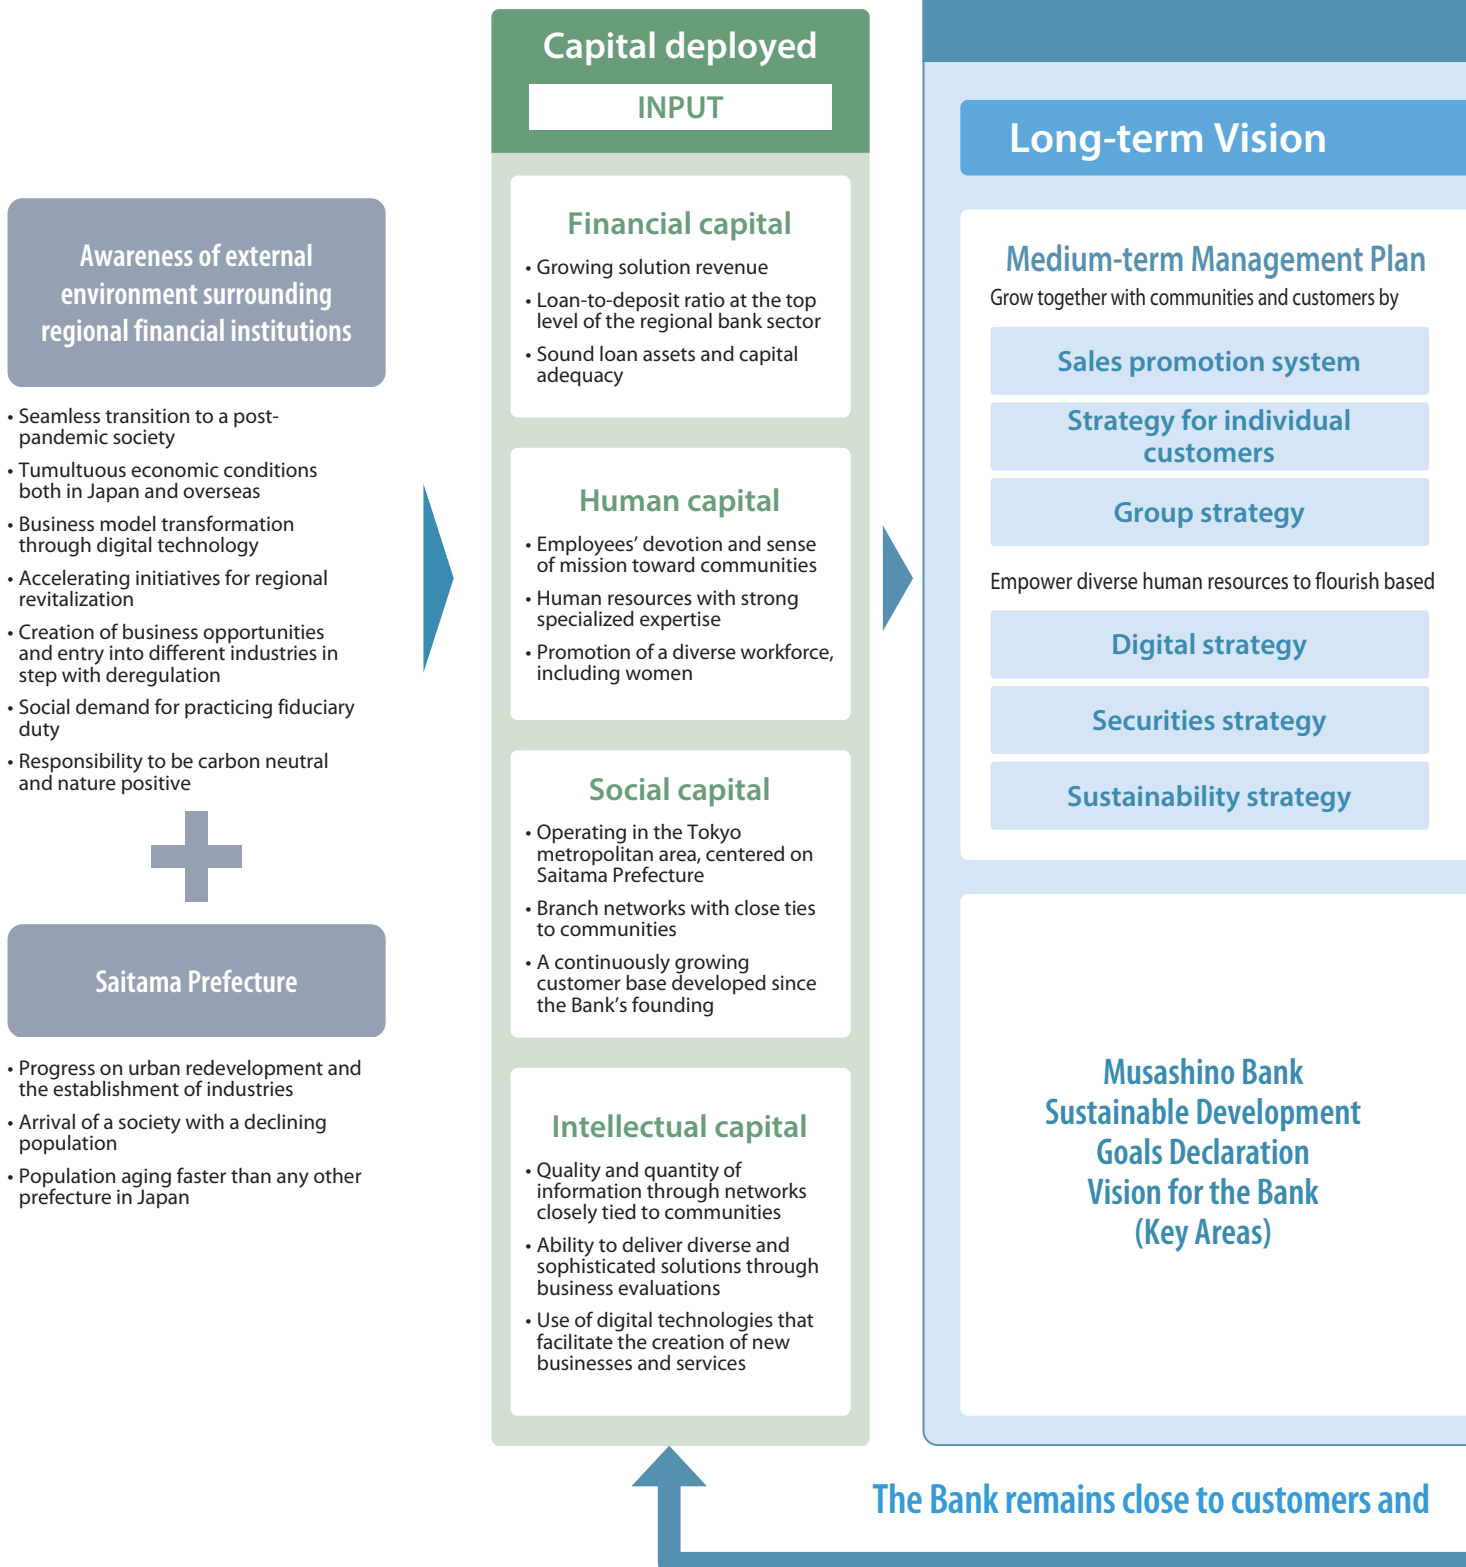 Awareness of external
environment surrounding
regional financial institutions
• Seamless transition to a post-
pandemic society
• Tumultuous economic conditions
both in Japan and overseas
• Business model transformation
through digital technology
• Accelerating initiatives for regional
revitalization
• Creation of business opportunities
and entry into different industries in
step with deregulation
• Social demand for practicing fiduciary
duty
• Responsibility to be carbon neutral
and nature positive
Saitama Prefecture
• Progress on urban redevelopment and
the establishment of industries
• Arrival of a society with a declining
population
• Population aging faster than any other
prefecture in Japan
Capital deployed
INPUT
Financial capital
• Growing solution revenue
• Loan-to-deposit ratio at the top
level of the regional bank sector
• Sound loan assets and capital
adequacy
Human capital
• Employees’ devotion and sense
of mission toward communities
• Human resources with strong
specialized expertise
• Promotion of a diverse workforce,
including women
Social capital
• Operating in the Tokyo
metropolitan area, centered on
Saitama Prefecture
• Branch networks with close ties
to communities
• A continuously growing
customer base developed since
the Bank’s founding
Intellectual capital
• Quality and quantity of
information through networks
closely tied to communities
• Ability to deliver diverse and
sophisticated solutions through
business evaluations
• Use of digital technologies that
facilitate the creation of new
businesses and services
Long-term Vision
Medium-term Management Plan
Grow together with communities and customers by
Sales promotion system
Strategy for individual
customers
Group strategy
Empower diverse human resources to flourish based
Digital strategy
Securities strategy
Sustainability strategy
Musashino Bank
Sustainable Development
Goals Declaration
Vision for the Bank
(Key Areas)
The Bank remains close to customers and